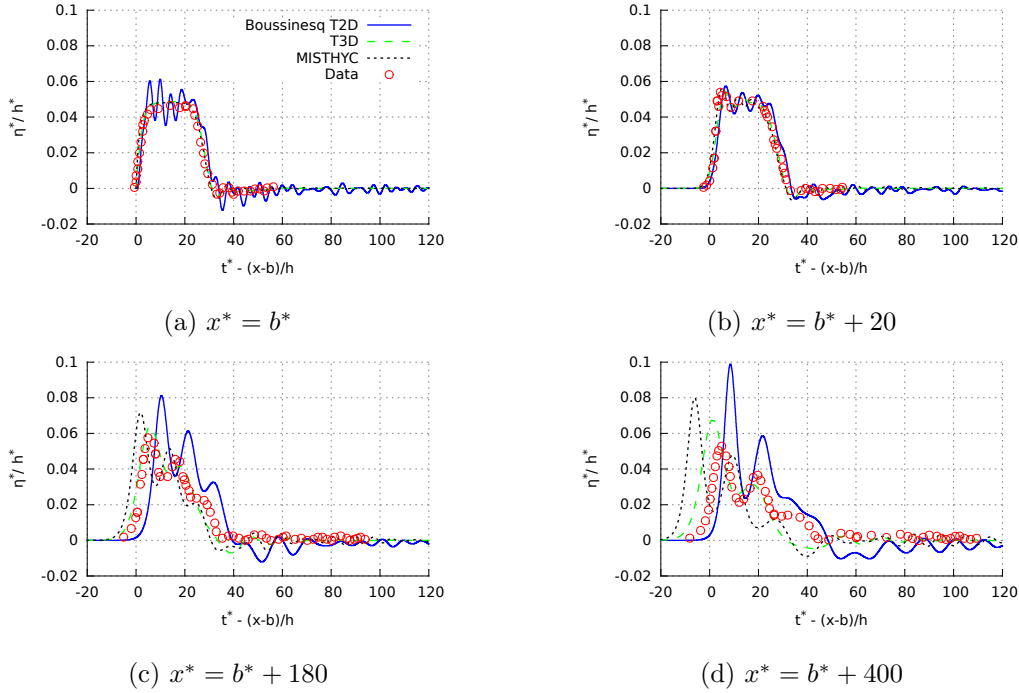 0.1
0.08
0.06
0.04
0.02
0
-0.02
η*/ h*
-20 0 20 40 60 80 100 120
t* - (x-b)/h
Boussinesq T2D
T3D
MISTHYC
Data
(a) x* = b*
0.1
0.08
0.06
0.04
0.02
0
-0.02
η*/ h*
-20 0 20 40 60 80 100 120
t* - (x-b)/h
(b) x* = b* + 20
0.1
0.08
0.06
0.04
0.02
0
-0.02
η*/ h*
-20 0 20 40 60 80 100 120
t* - (x-b)/h
(c) x* = b* + 180
0.1
0.08
0.06
0.04
0.02
0
-0.02
η*/ h*
-20 0 20 40 60 80 100 120
t* - (x-b)/h
(d) x* = b* + 400